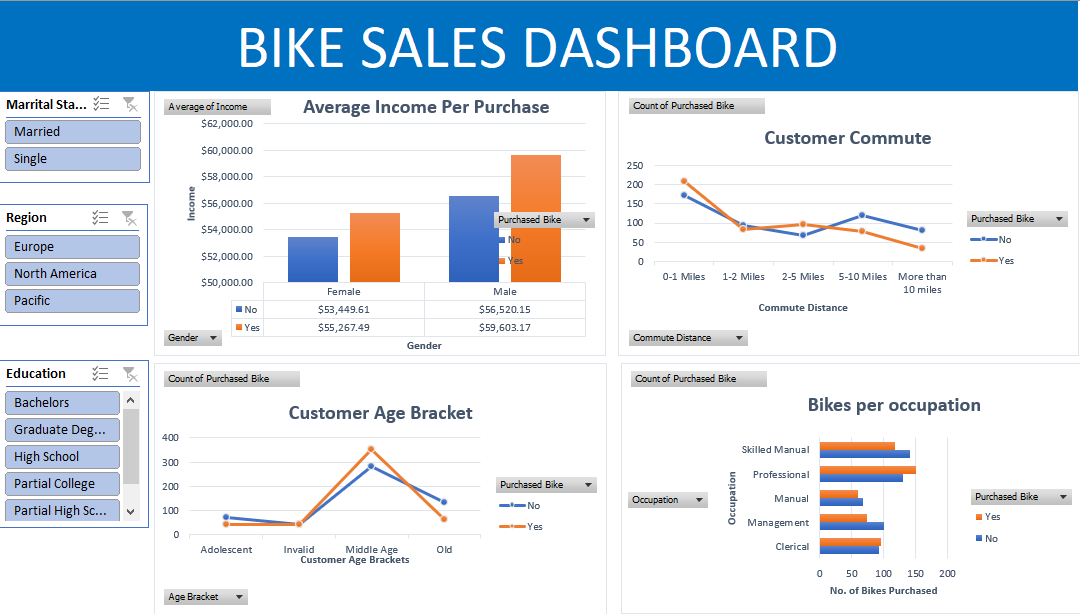 BIKE SALES DASHBOARD
Marrital Sta...
Married
Single
Region
Europe
North America
Pacific
Education
Bachelors
Graduate Deg...
High School
Partial College
Partial High Sc...
Average of Income
Average Income Per Purchase
$62,000.00
$60,000.00
$58,000.00
$56,000.00
$54,000.00
$52,000.00
$50,000.00
Income
Purchased Bike
No
Yes
Female Male
No $53,449.61 $56,520.15
Yes $55,267.49 $59,603.17
Gender
Gender
Count of Purchased Bike
Customer Commute
250
200
150
100
50
0
0-1 Miles 1-2 Miles 2-5 Miles 5-10 Miles More than
10 miles
Commute Distance
Purchased Bike
No
Yes
Commute Distance
Count of Purchased Bike
Customer Age Bracket
400
300
200
100
0
Adolescent Invalid Middle Age Old
Customer Age Brackets
Purchased Bike
No
Yes
Age Bracket
Count of Purchased Bike
Bikes per occupation
Occupation
Occupation
Skilled Manual
Professional
Manual
Management
Clerical
0 50 100 150 200
No. of Bikes Purchased
Purchased Bike
Yes
No